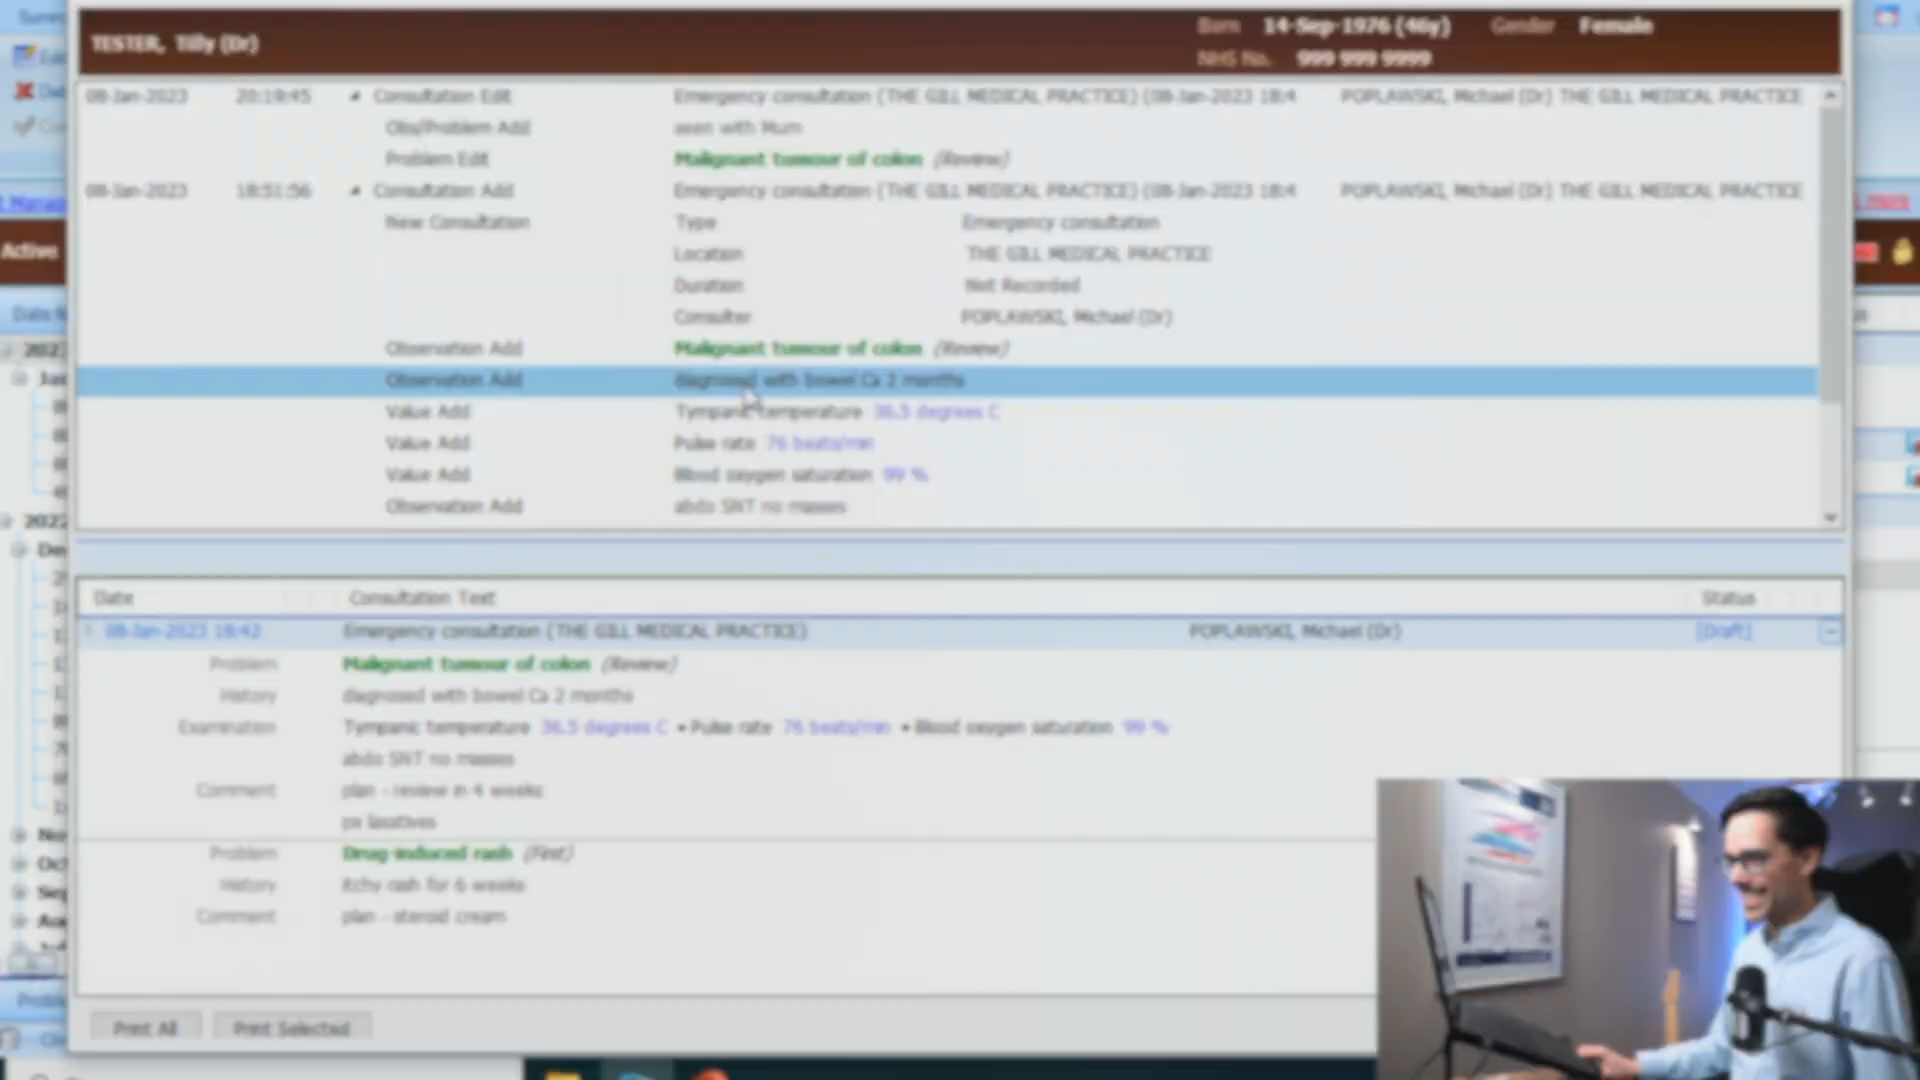 TESTER, Tilly (Dr)
Born 14-Sep-1976 (46y) Gender Female
NHS No. 999 999 9999
08-Jan-2023 20:19:45 Consultation Edit Emergency consultation (THE GILL MEDICAL PRACTICE) (08-Jan-2023 18:4 POPLAWSKI, Michael (Dr) THE GILL MEDICAL PRACTICE
Obs/Problem Add seen with Mum
Problem Edit Malignant tumour of colon (Review)
08-Jan-2023 18:51:56 Consultation Add Emergency consultation (THE GILL MEDICAL PRACTICE) (08-Jan-2023 18:4 POPLAWSKI, Michael (Dr) THE GILL MEDICAL PRACTICE
New Consultation Type Emergency consultation
Location THE GILL MEDICAL PRACTICE
Duration Not Recorded
Consulter POPLAWSKI, Michael (Dr)
Active
Observation Add Malignant tumour of colon (Review)
Observation Add diagnosed with bowel Ca 2 months
Value Add Tympanic temperature 36.5 degrees C
Value Add Pulse rate 76 beats/min
Value Add Blood oxygen saturation 99 %
Observation Add abdo SNT no masses
2022
Date Consultation Text Status
08-Jan-2023 18:42 Emergency consultation (THE GILL MEDICAL PRACTICE) POPLAWSKI, Michael (Dr) [Draft]
Problem Malignant tumour of colon (Review)
History diagnosed with bowel Ca 2 months
Examination Tympanic temperature 36.5 degrees C • Pulse rate 76 beats/min • Blood oxygen saturation 99 %
abdo SNT no masses
Comment plan - review in 4 weeks
px laxatives
Problem Drug-induced rash (First)
History itchy rash for 6 weeks
Comment plan - steroid cream
Print All Print Selected